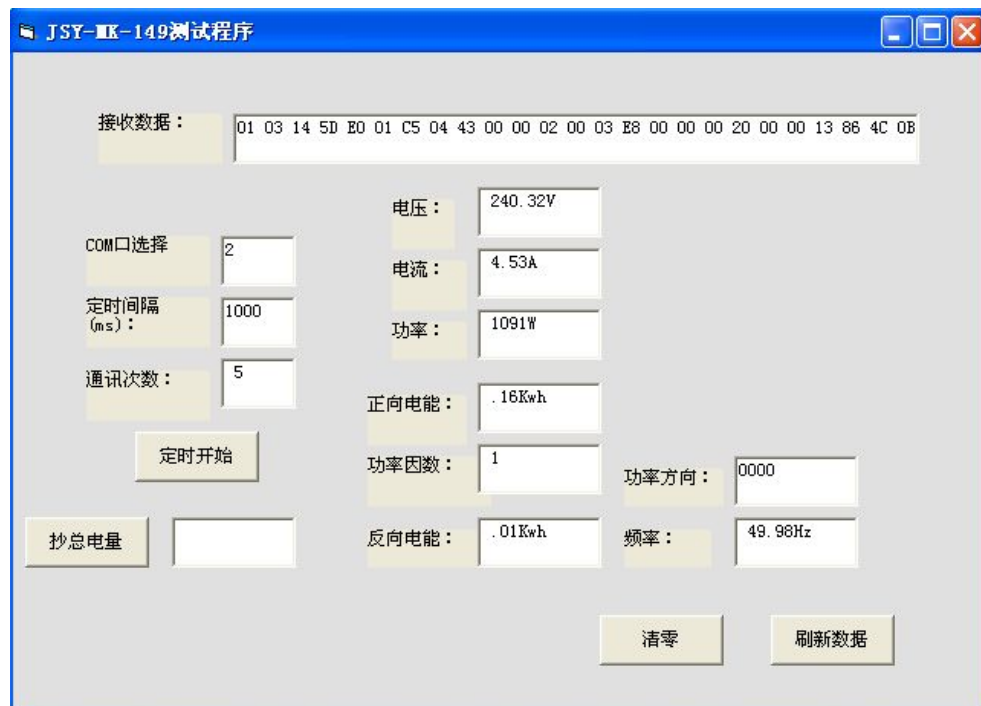 JSY-MK-149测试程序
接收数据：
01 03 14 5D E0 01 C5 04 43 00 00 02 00 03 E8 00 00 00 20 00 00 13 86 4C 0B
电压：
240.32V
COM口选择
2
电流：
4.53A
定时间隔
(ms)：
1000
功率：
1091W
通讯次数：
5
正向电能：
.16Kwh
定时开始
功率因数：
1
功率方向：
0000
抄总电量
反向电能：
.01Kwh
频率：
49.98Hz
清零
刷新数据